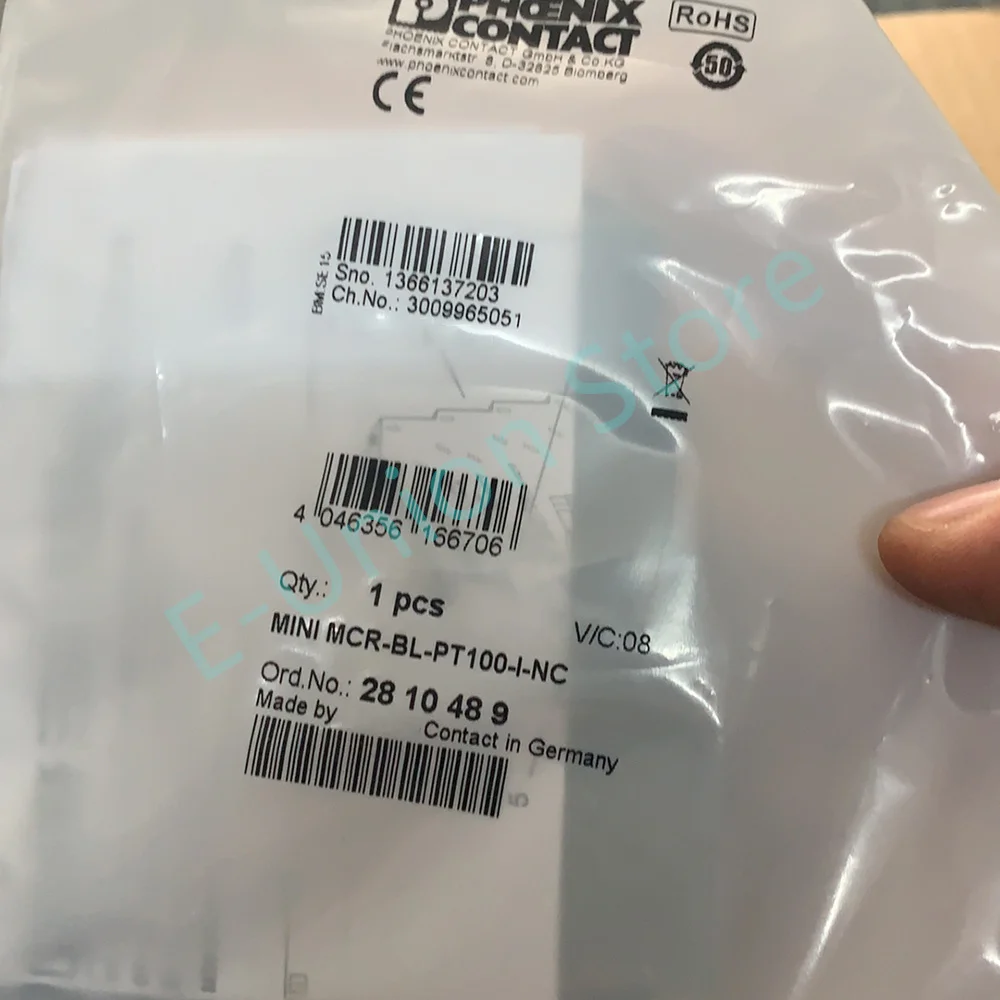 PHŒNIX
CONTACT
RoHS
50
PHOENIX CONTACT GmbH & Co KG
Flachsmarktstr. 8, D-32825 Blomberg
www.phoenixcontact.com
CE
Sno. 1366137203
Ch.No.: 3009965051
4 046356 166706
Qty.: 1 pcs
MINI MCR-BL-PT100-I-NC
V/C:08
Ord.No.: 28 10 48 9
Made by
Contact in Germany
E-Union Store